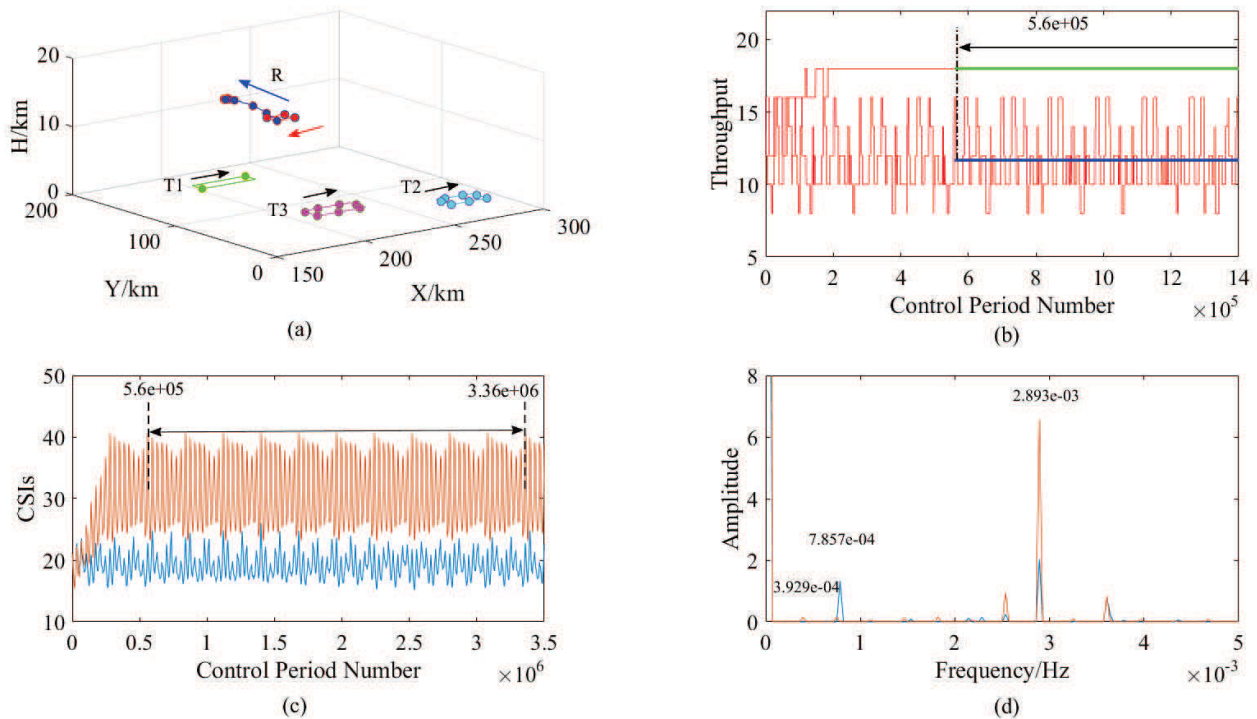 20
10
0
H/km
200
100
0
Y/km
150
200
250
300
X/km
R
T1
T3
T2
(a)
5.6e+05
20
15
10
5
Throughput
0 2 4 6 8 10 12 14
Control Period Number
×10^5
(b)
50
40
30
20
10
CSIs
5.6e+05
3.36e+06
0 0.5 1 1.5 2 2.5 3 3.5
Control Period Number
×10^6
(c)
8
6
4
2
0
Amplitude
2.893e-03
7.857e-04
3.929e-04
0 1 2 3 4 5
Frequency/Hz
×10^-3
(d)